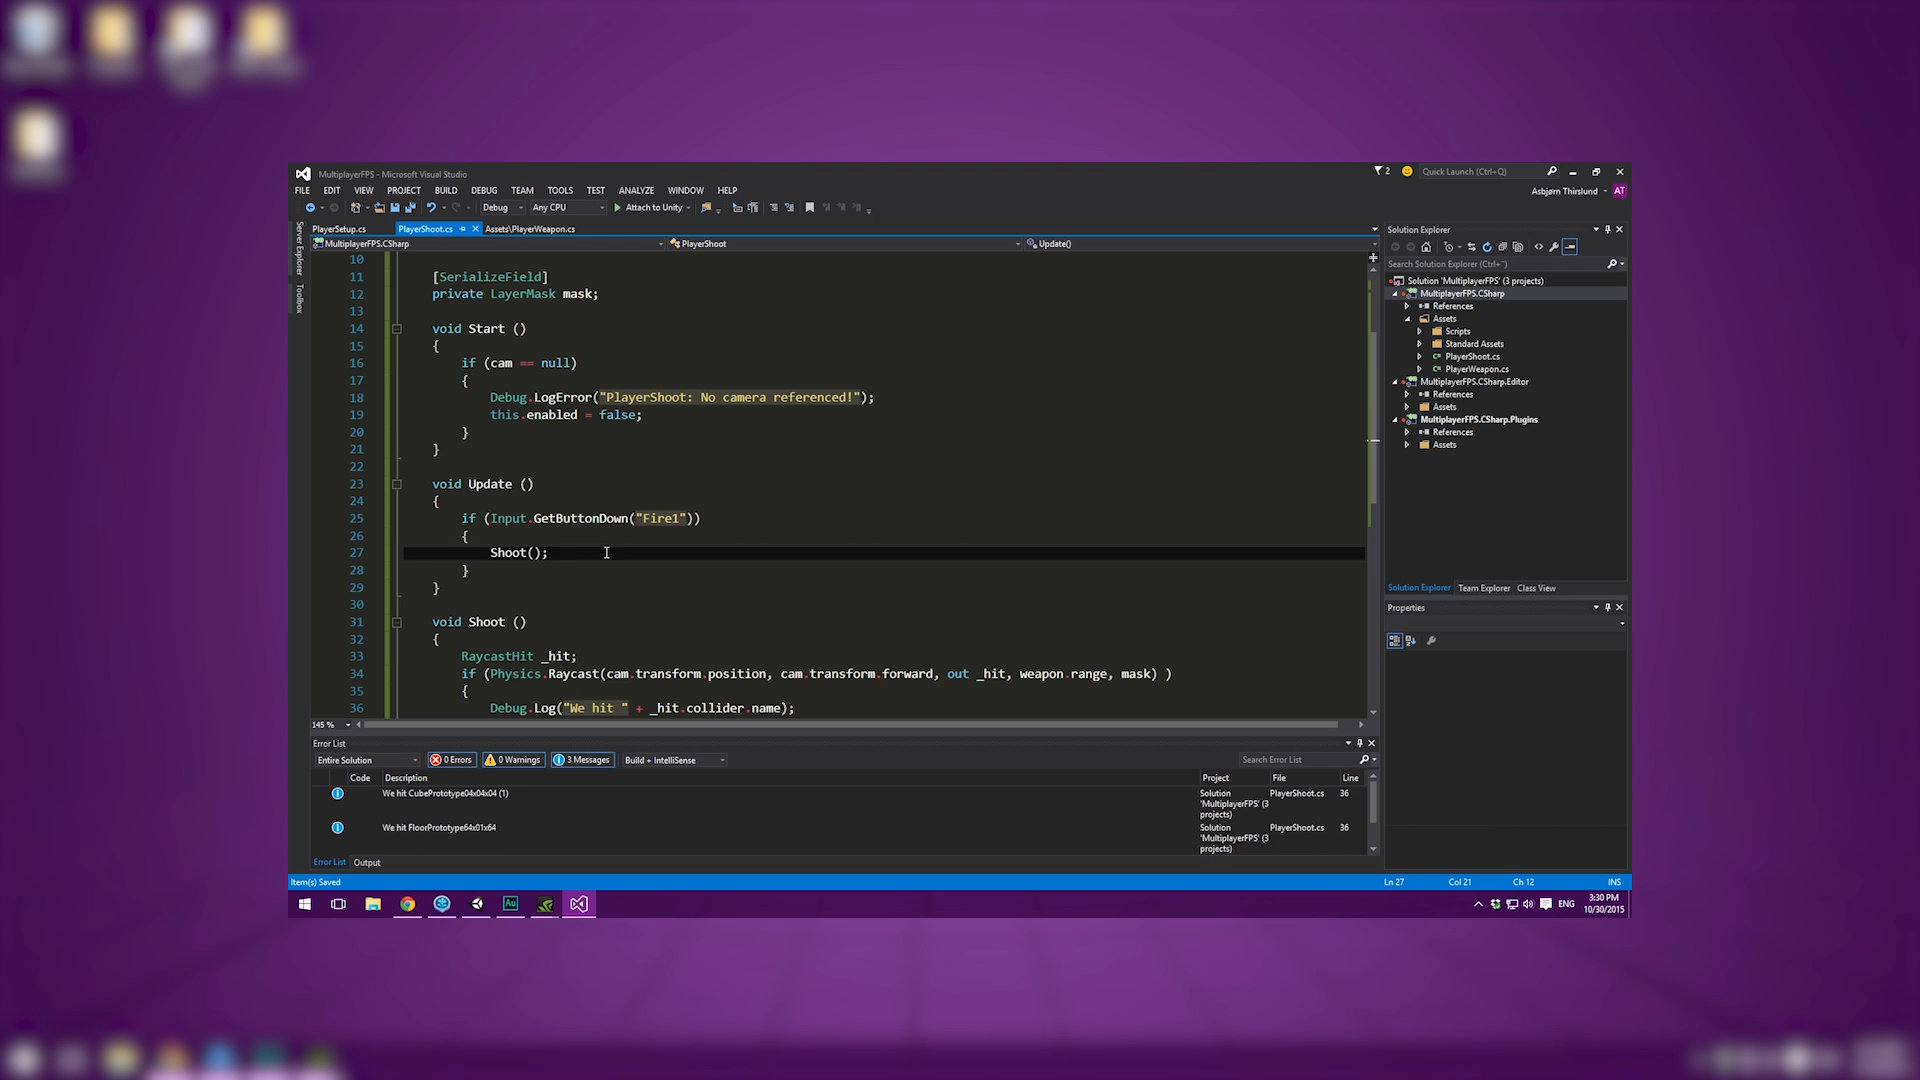 MultiplayerFPS - Microsoft Visual Studio
2
Quick Launch (Ctrl+Q)
FILE EDIT VIEW PROJECT BUILD DEBUG TEAM TOOLS TEST ANALYZE WINDOW HELP
Asbjørn Thirslund AT
Debug Any CPU Attach to Unity
Server Explorer
Toolbox
PlayerSetup.cs PlayerShoot.cs Assets\PlayerWeapon.cs
MultiplayerFPS.CSharp PlayerShoot Update()
10
11 [SerializeField]
12 private LayerMask mask;
13
14 void Start ()
15 {
16 if (cam == null)
17 {
18 Debug.LogError("PlayerShoot: No camera referenced!");
19 this.enabled = false;
20 }
21 }
22
23 void Update ()
24 {
25 if (Input.GetButtonDown("Fire1"))
26 {
27 Shoot();
28 }
29 }
30
31 void Shoot ()
32 {
33 RaycastHit _hit;
34 if (Physics.Raycast(cam.transform.position, cam.transform.forward, out _hit, weapon.range, mask) )
35 {
36 Debug.Log("We hit " + _hit.collider.name);
145 %
Solution Explorer
Search Solution Explorer (Ctrl+¨)
Solution 'MultiplayerFPS' (3 projects)
MultiplayerFPS.CSharp
References
Assets
Scripts
Standard Assets
PlayerShoot.cs
PlayerWeapon.cs
MultiplayerFPS.CSharp.Editor
References
Assets
MultiplayerFPS.CSharp.Plugins
References
Assets
Solution Explorer Team Explorer Class View
Properties
Error List
Entire Solution 0 Errors 0 Warnings 3 Messages Build + IntelliSense Search Error List
Code Description Project File Line
We hit CubePrototype04x04x04 (1) Solution 'MultiplayerFPS' (3 projects) PlayerShoot.cs 36
We hit FloorPrototype64x01x64 Solution 'MultiplayerFPS' (3 projects) PlayerShoot.cs 36
Error List Output
Item(s) Saved Ln 27 Col 21 Ch 12 INS
Au
ENG
3:30 PM
10/30/2015